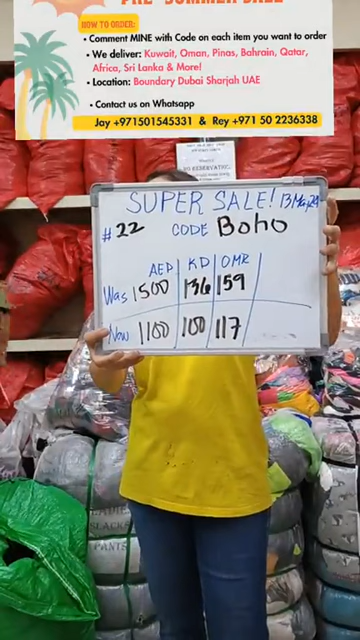 HOW TO ORDER:
• Comment MINE with Code on each item you want to order
• We deliver: Kuwait, Oman, Pinas, Bahrain, Qatar,
Africa, Sri Lanka & More!
• Location: Boundary Dubai Sharjah UAE
• Contact us on Whatsapp
Jay +971501545331 & Rey +971 50 2236338
SUPER SALE! 13 May,24
#22 CODE Boho
AED KD OMR
Was 1500 136 159
Now 1100 100 117
SLACKS
PANTS